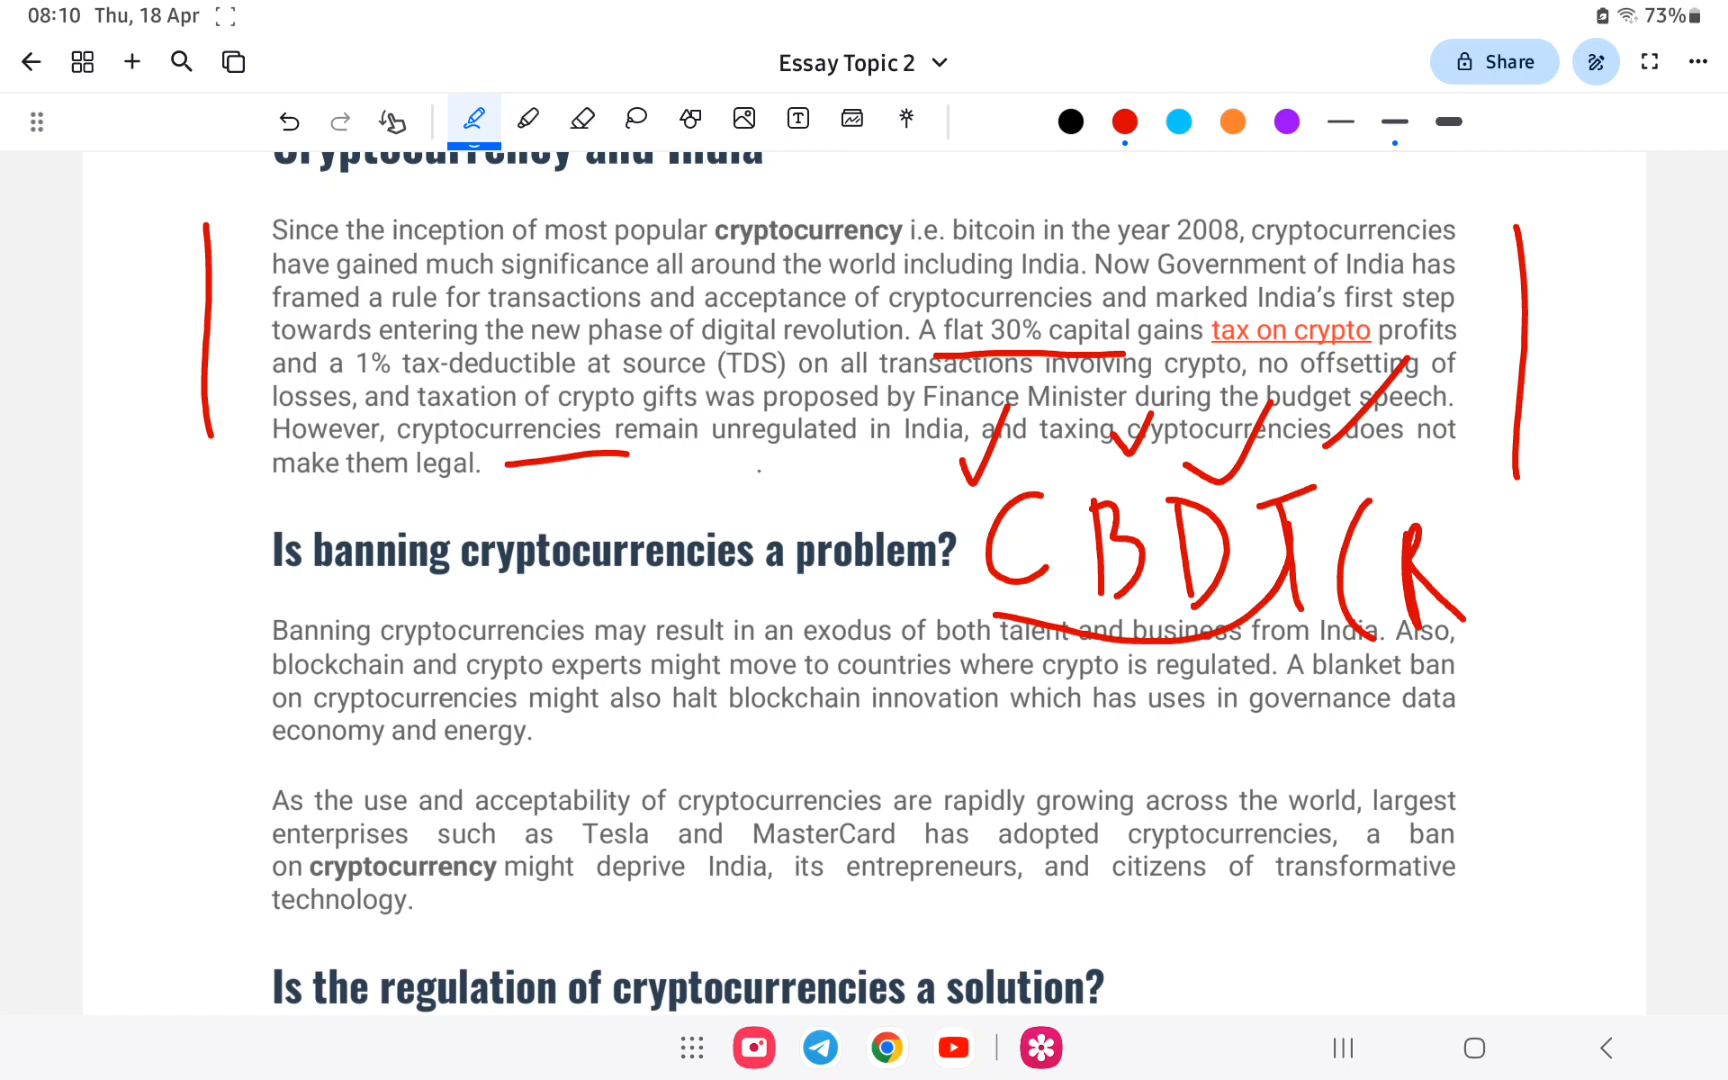 08:10 Thu, 18 Apr
73%
Essay Topic 2
Share
Cryptocurrency and India
Since the inception of most popular cryptocurrency i.e. bitcoin in the year 2008, cryptocurrencies
have gained much significance all around the world including India. Now Government of India has
framed a rule for transactions and acceptance of cryptocurrencies and marked India's first step
towards entering the new phase of digital revolution. A flat 30% capital gains tax on crypto profits
and a 1% tax-deductible at source (TDS) on all transactions involving crypto, no offsetting of
losses, and taxation of crypto gifts was proposed by Finance Minister during the budget speech.
However, cryptocurrencies remain unregulated in India, and taxing cryptocurrencies does not
make them legal.
Is banning cryptocurrencies a problem?
C B D T C R
Banning cryptocurrencies may result in an exodus of both talent and business from India. Also,
blockchain and crypto experts might move to countries where crypto is regulated. A blanket ban
on cryptocurrencies might also halt blockchain innovation which has uses in governance data
economy and energy.
As the use and acceptability of cryptocurrencies are rapidly growing across the world, largest
enterprises such as Tesla and MasterCard has adopted cryptocurrencies, a ban
on cryptocurrency might deprive India, its entrepreneurs, and citizens of transformative
technology.
Is the regulation of cryptocurrencies a solution?